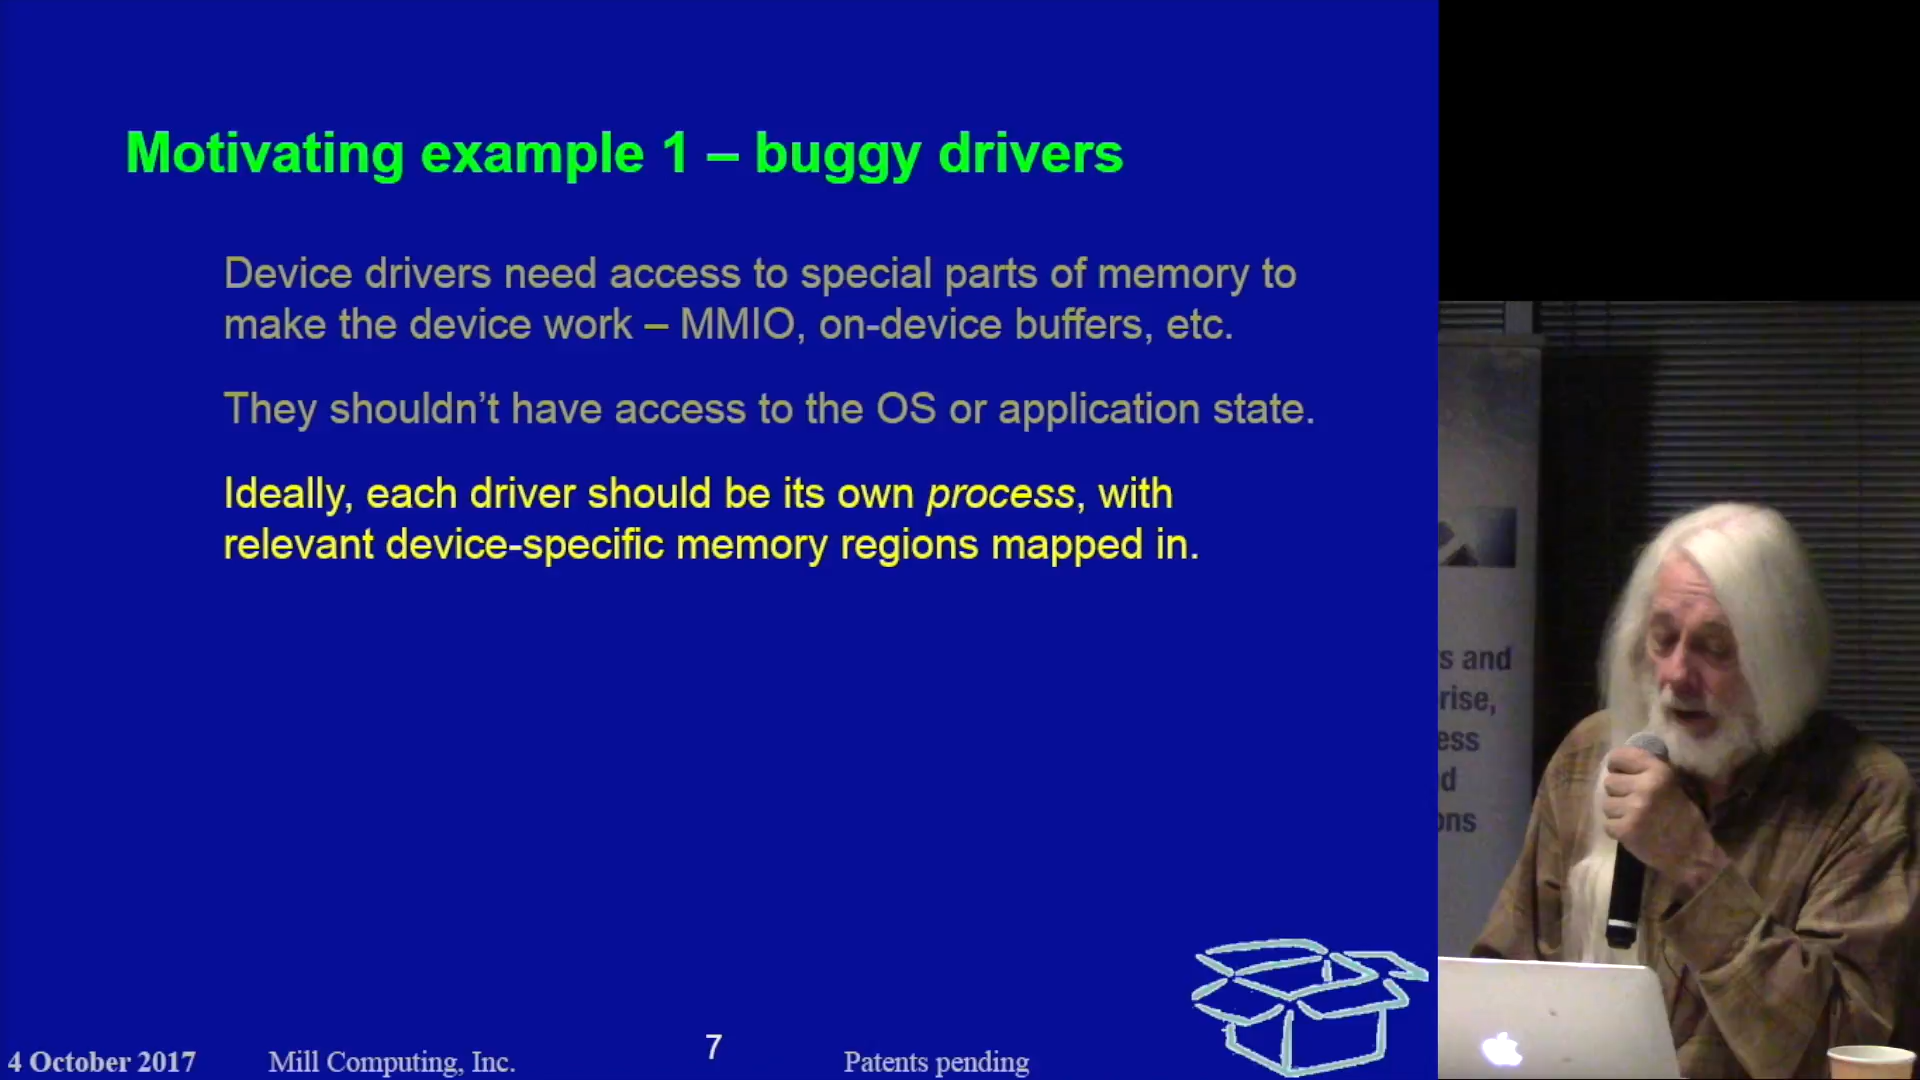 Motivating example 1 – buggy drivers
Device drivers need access to special parts of memory to
make the device work – MMIO, on-device buffers, etc.
They shouldn’t have access to the OS or application state.
Ideally, each driver should be its own process, with
relevant device-specific memory regions mapped in.
4 October 2017
Mill Computing, Inc.
7
Patents pending
s and
rise,
ess
d
ons